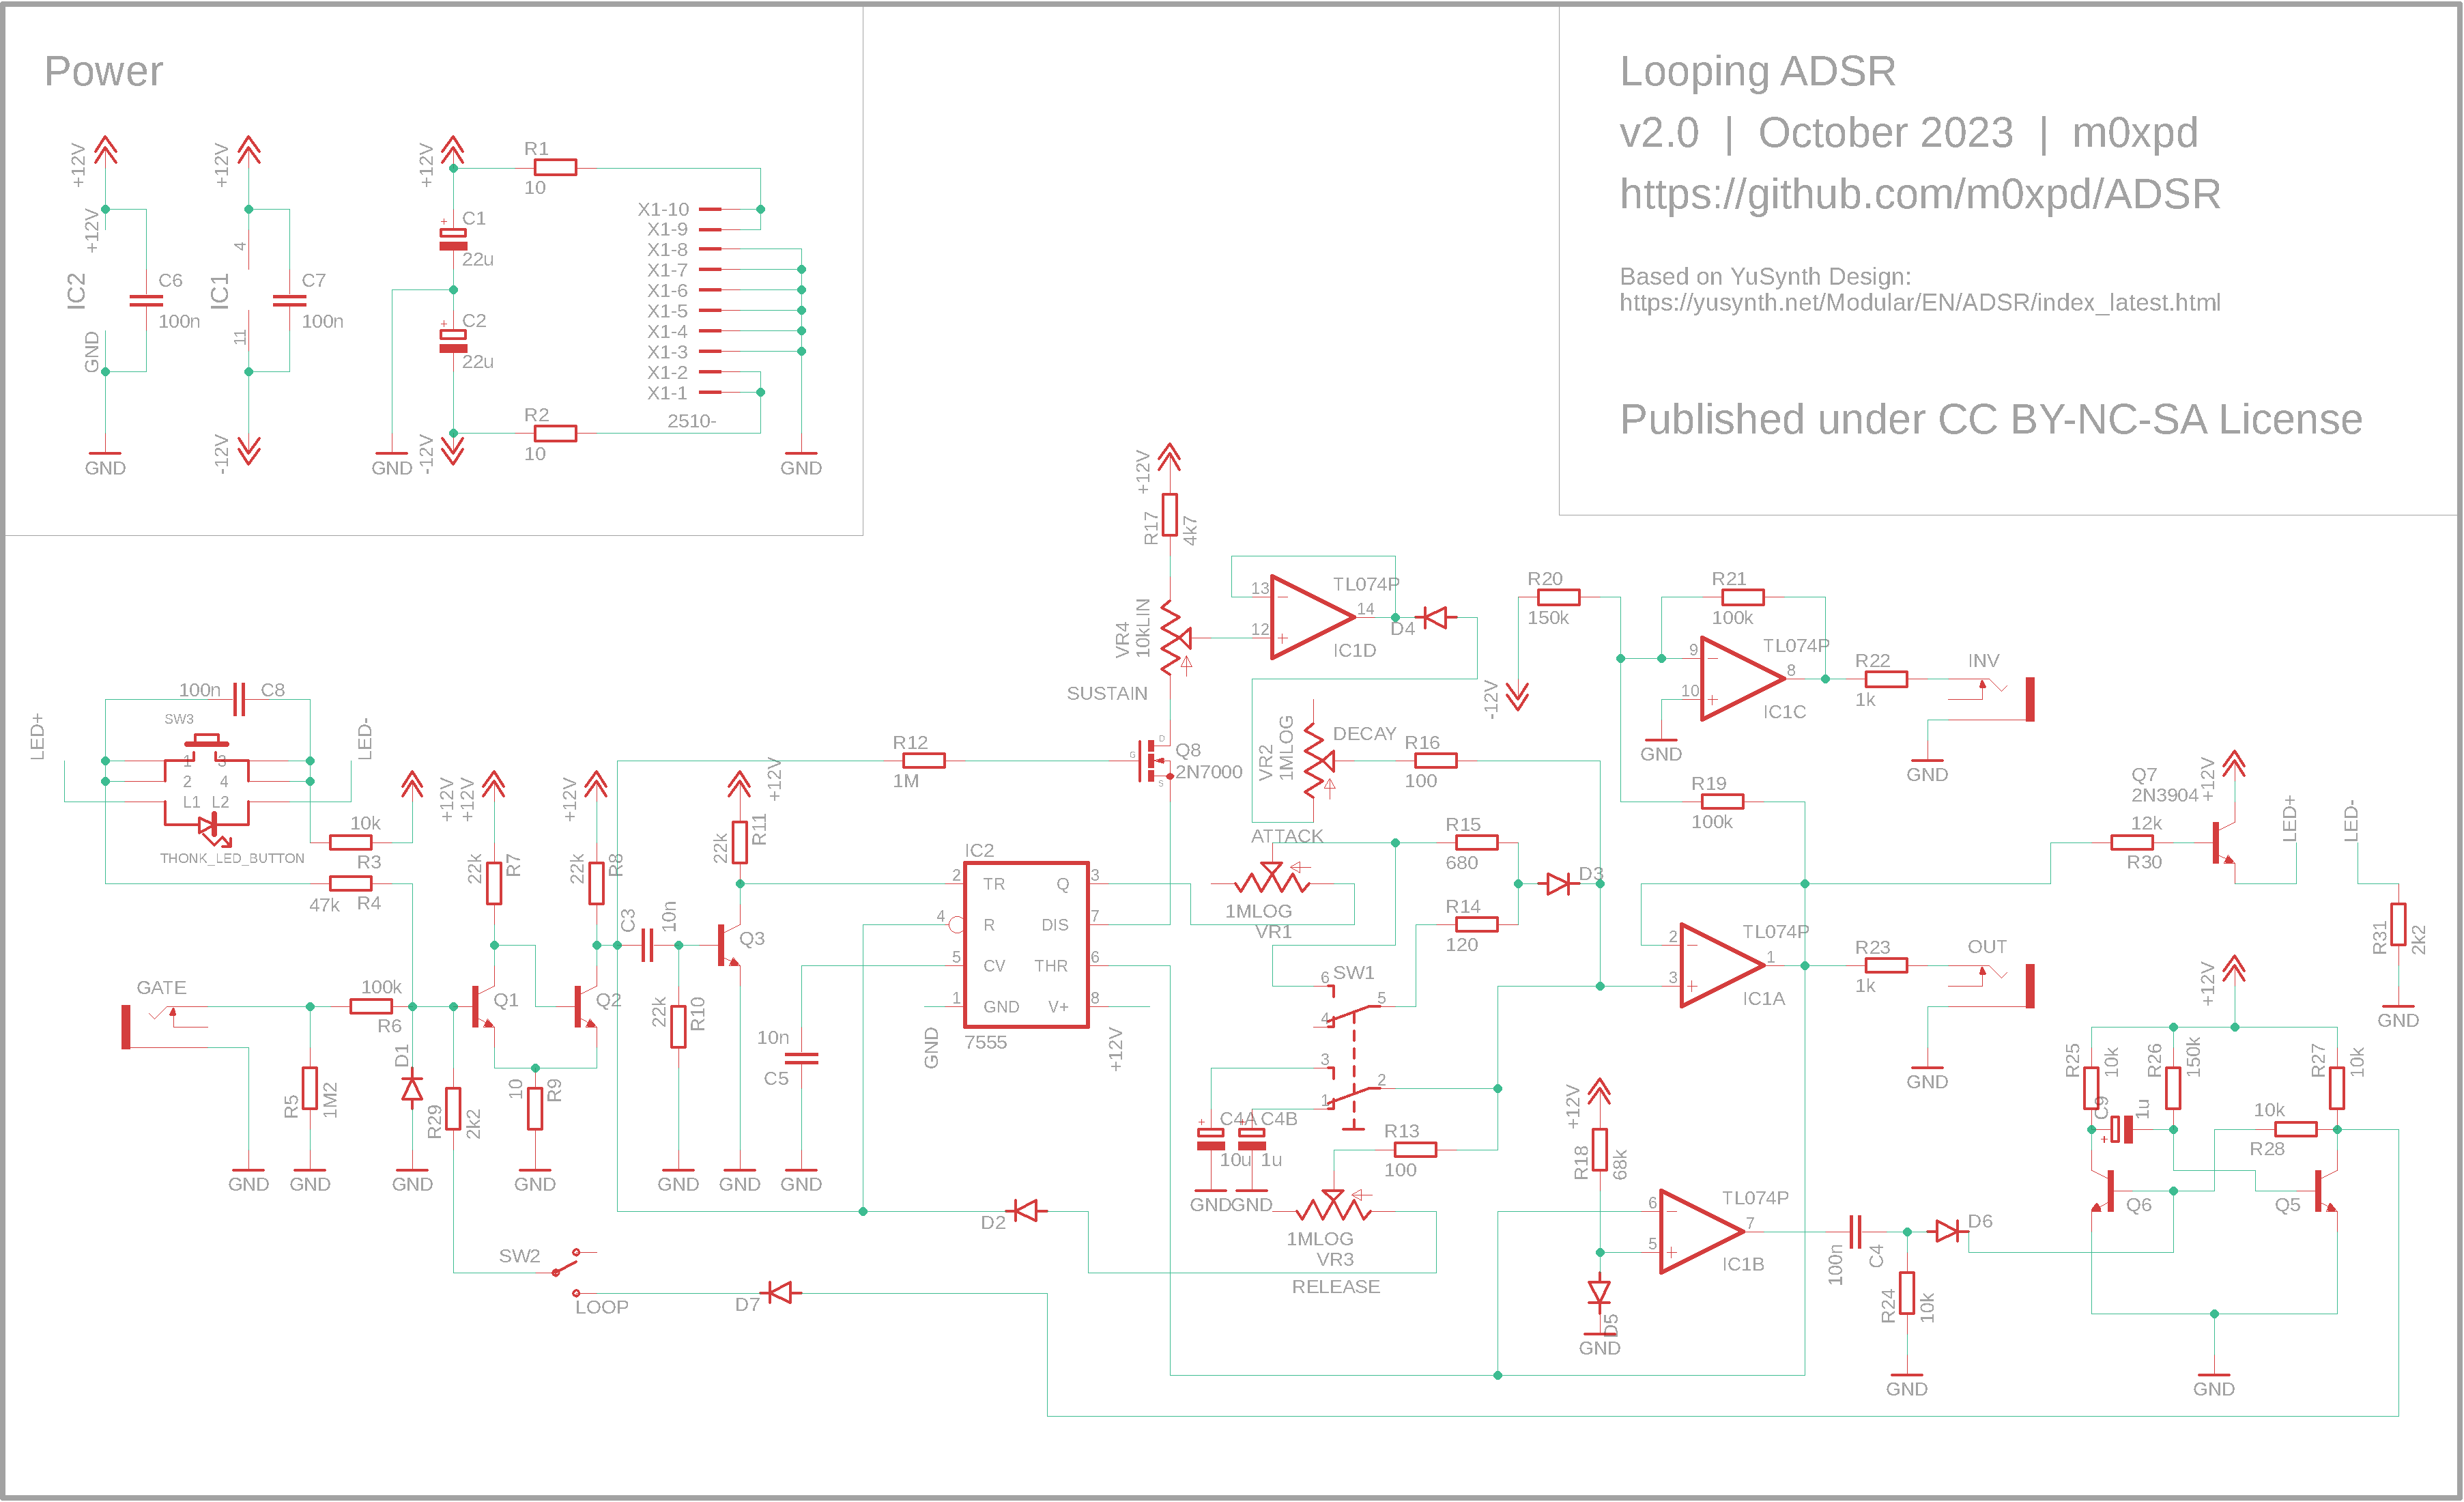 Power
Looping ADSR
v2.0 | October 2023 | m0xpd
https://github.com/m0xpd/ADSR
Based on YuSynth Design:
https://yusynth.net/Modular/EN/ADSR/index_latest.html
Published under CC BY-NC-SA License
+12V
+12V
IC2
GND
GND
C6
100n
+12V
4
IC1
11
-12V
C7
100n
+12V
C1
22u
C2
22u
GND
-12V
R1
10
R2
10
X1-10
X1-9
X1-8
X1-7
X1-6
X1-5
X1-4
X1-3
X1-2
X1-1
2510-
GND
+12V
R17
4k7
VR4
10kLIN
SUSTAIN
13
12
14
TL074P
IC1D
D4
R20
150k
-12V
R21
100k
TL074P
9
10
8
IC1C
GND
R22
1k
INV
GND
100n
C8
SW3
LED+
LED-
1
3
2
4
L1 L2
THONK_LED_BUTTON
10k
R3
47k
R4
+12V
+12V
22k
R7
+12V
22k
R8
R12
1M
D
G
S
Q8
2N7000
VR2
1MLOG
DECAY
R16
100
R19
100k
Q7
2N3904
+12V
12k
R30
LED+
LED-
R31
2k2
GND
+12V
22k
R11
C3
10n
Q3
22k
R10
IC2
2
TR
4
R
5
CV
1
GND
Q
3
DIS
7
THR
6
V+
8
7555
GND
+12V
ATTACK
1MLOG
VR1
R15
680
R14
120
D3
2
3
1
TL074P
IC1A
R23
1k
OUT
GND
GATE
100k
R6
Q1
Q2
D1
R5
1M2
R29
2k2
10
R9
10n
C5
SW1
6
5
4
3
2
1
C4A
C4B
10u
1u
R13
100
GND
GND
GND
GND
GND
GND
GND
GND
GND
GND
1MLOG
VR3
RELEASE
D2
SW2
LOOP
D7
+12V
R18
68k
D5
GND
6
5
7
TL074P
IC1B
100n
C4
D6
R24
10k
GND
+12V
R25
10k
R26
150k
R27
10k
C9
1u
10k
R28
Q6
Q5
GND